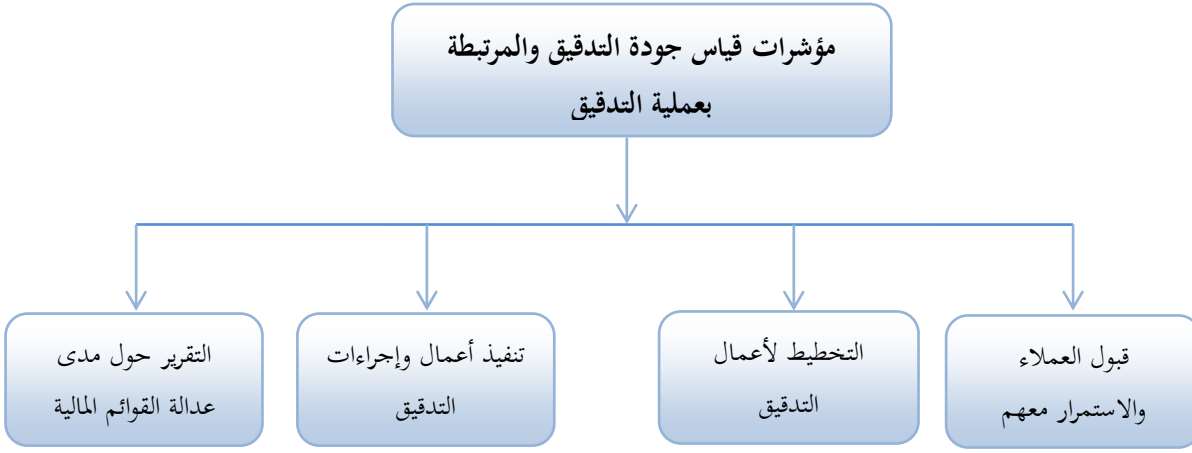 مؤشرات قياس جودة التدقيق والمرتبطة
بعملية التدقيق
قبول العملاء
والاستمرار معهم
التخطيط لأعمال
التدقيق
تنفيذ أعمال وإجراءات
التدقيق
التقرير حول مدى
عدالة القوائم المالية